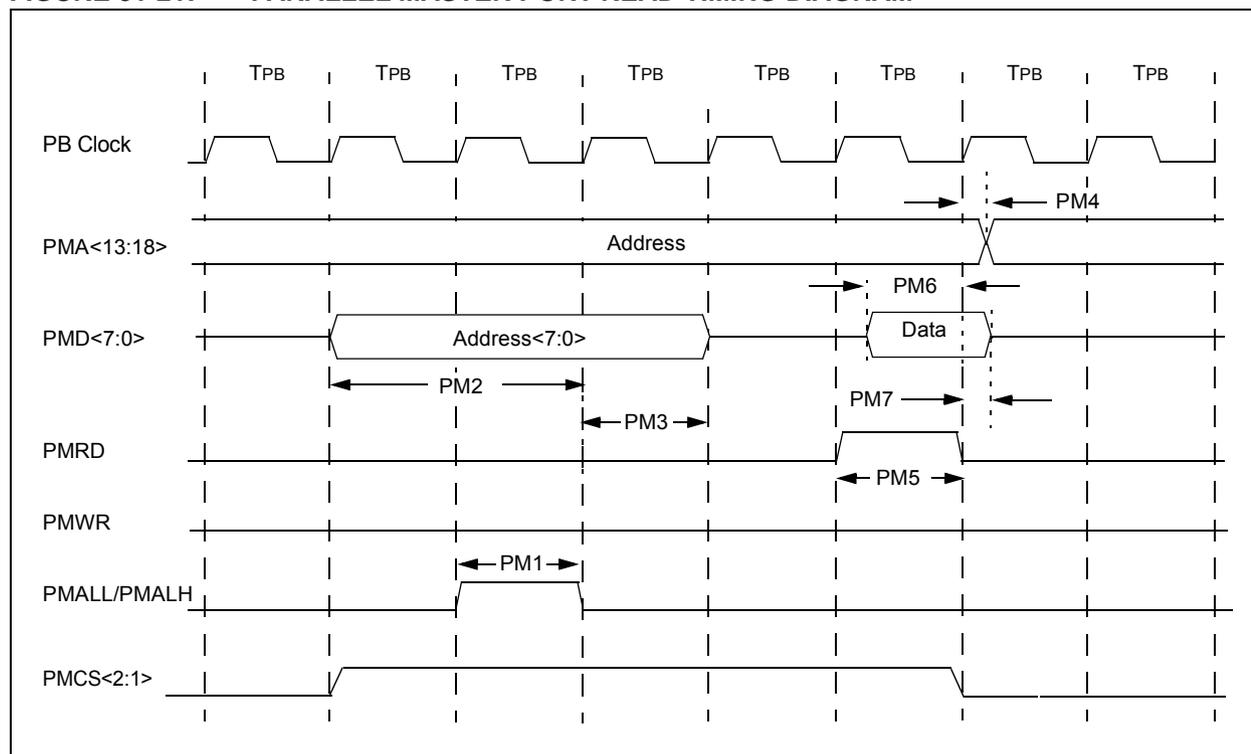 TPB TPB TPB TPB TPB TPB TPB TPB
PB Clock
PM4
PMA<13:18>
Address
PM6
PMD<7:0>
Address<7:0>
Data
PM2
PM7
PM3
PMRD
PM5
PMWR
PM1
PMALL/PMALH
PMCS<2:1>